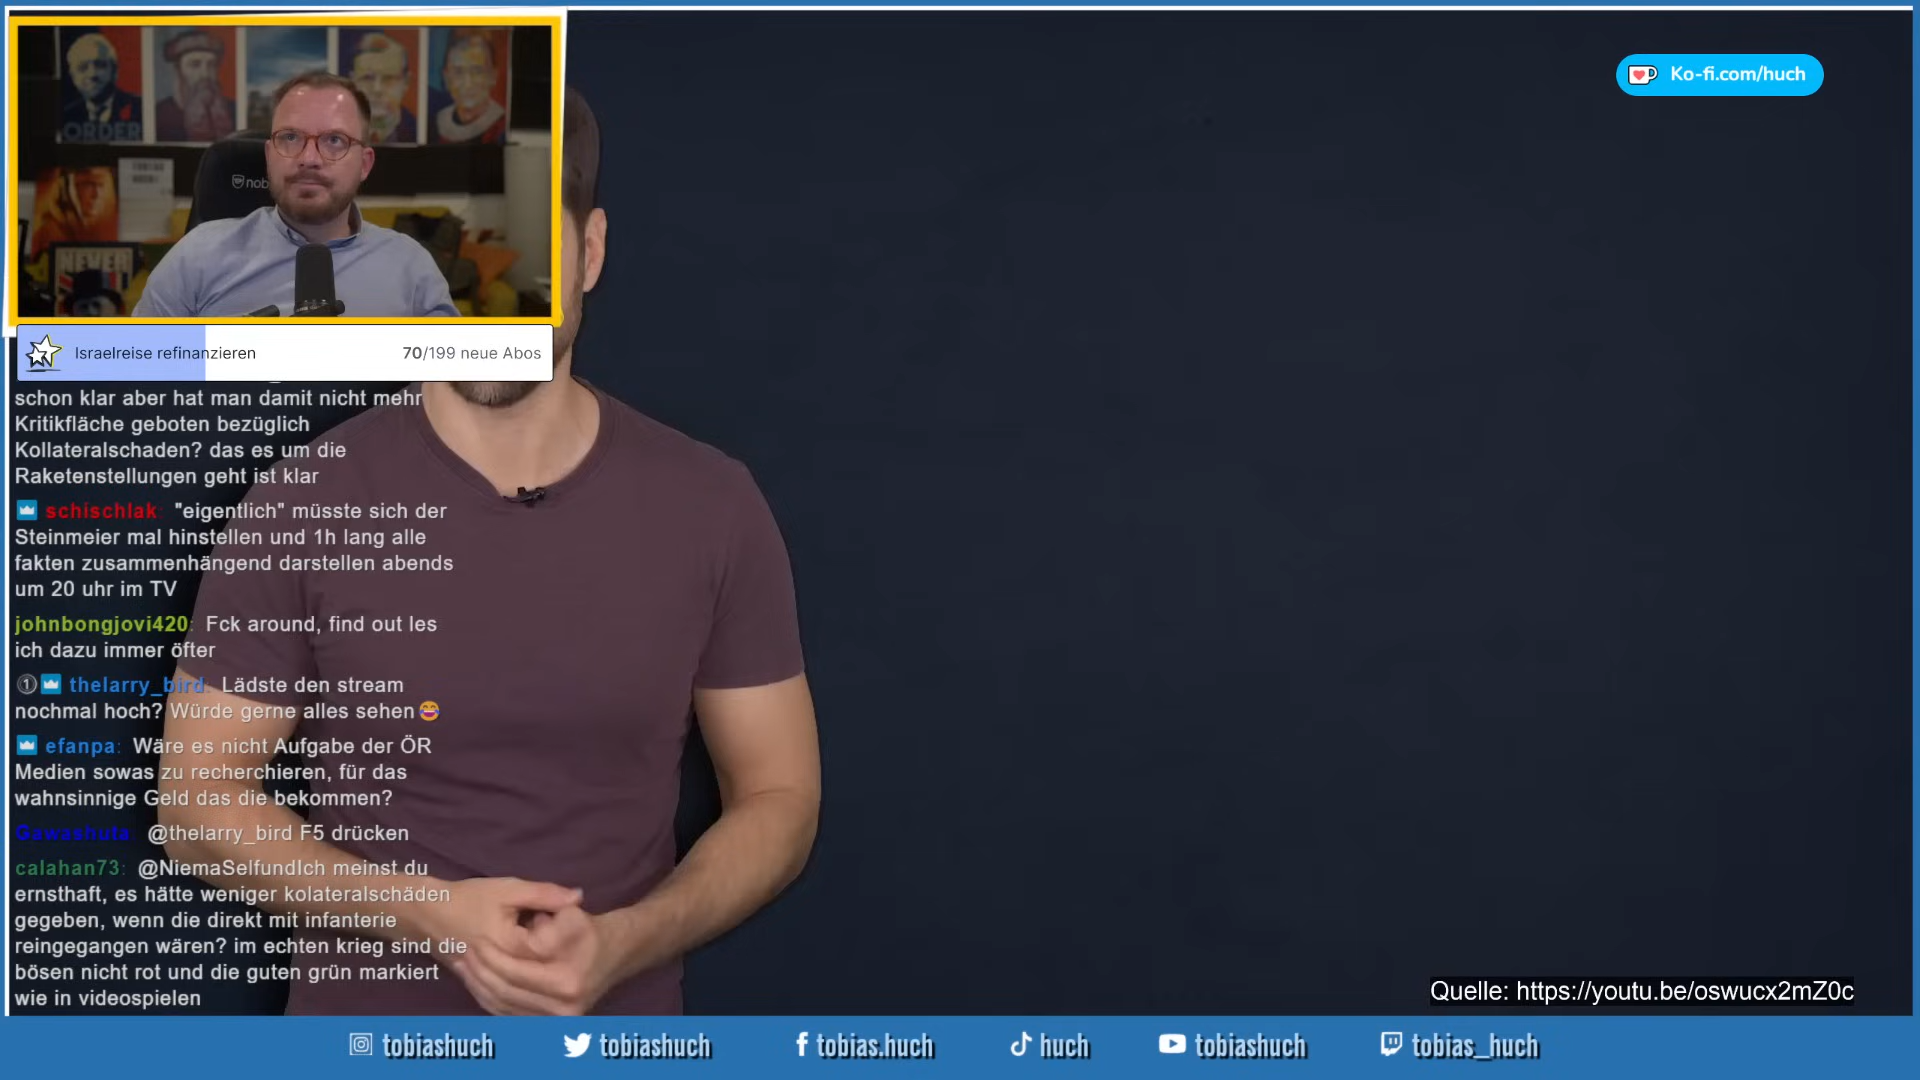 ORDER
nob
NEVER
Ko-fi.com/huch
Israelreise refinanzieren
70/199 neue Abos
schon klar aber hat man damit nicht mehr
Kritikfläche geboten bezüglich
Kollateralschaden? das es um die
Raketenstellungen geht ist klar
schischlak: "eigentlich" müsste sich der
Steinmeier mal hinstellen und 1h lang alle
fakten zusammenhängend darstellen abends
um 20 uhr im TV
johnbongjovi420: Fck around, find out les
ich dazu immer öfter
1 thelarry_bird: Lädste den stream
nochmal hoch? Würde gerne alles sehen😂
efanpa: Wäre es nicht Aufgabe der ÖR
Medien sowas zu recherchieren, für das
wahnsinnige Geld das die bekommen?
Gawashuta: @thelarry_bird F5 drücken
calahan73: @NiemaSelfundIch meinst du
ernsthaft, es hätte weniger kolateralschäden
gegeben, wenn die direkt mit infanterie
reingegangen wären? im echten krieg sind die
bösen nicht rot und die guten grün markiert
wie in videospielen
Quelle: https://youtu.be/oswucx2mZ0c
tobiashuch
tobiashuch
tobias.huch
huch
tobiashuch
tobias_huch